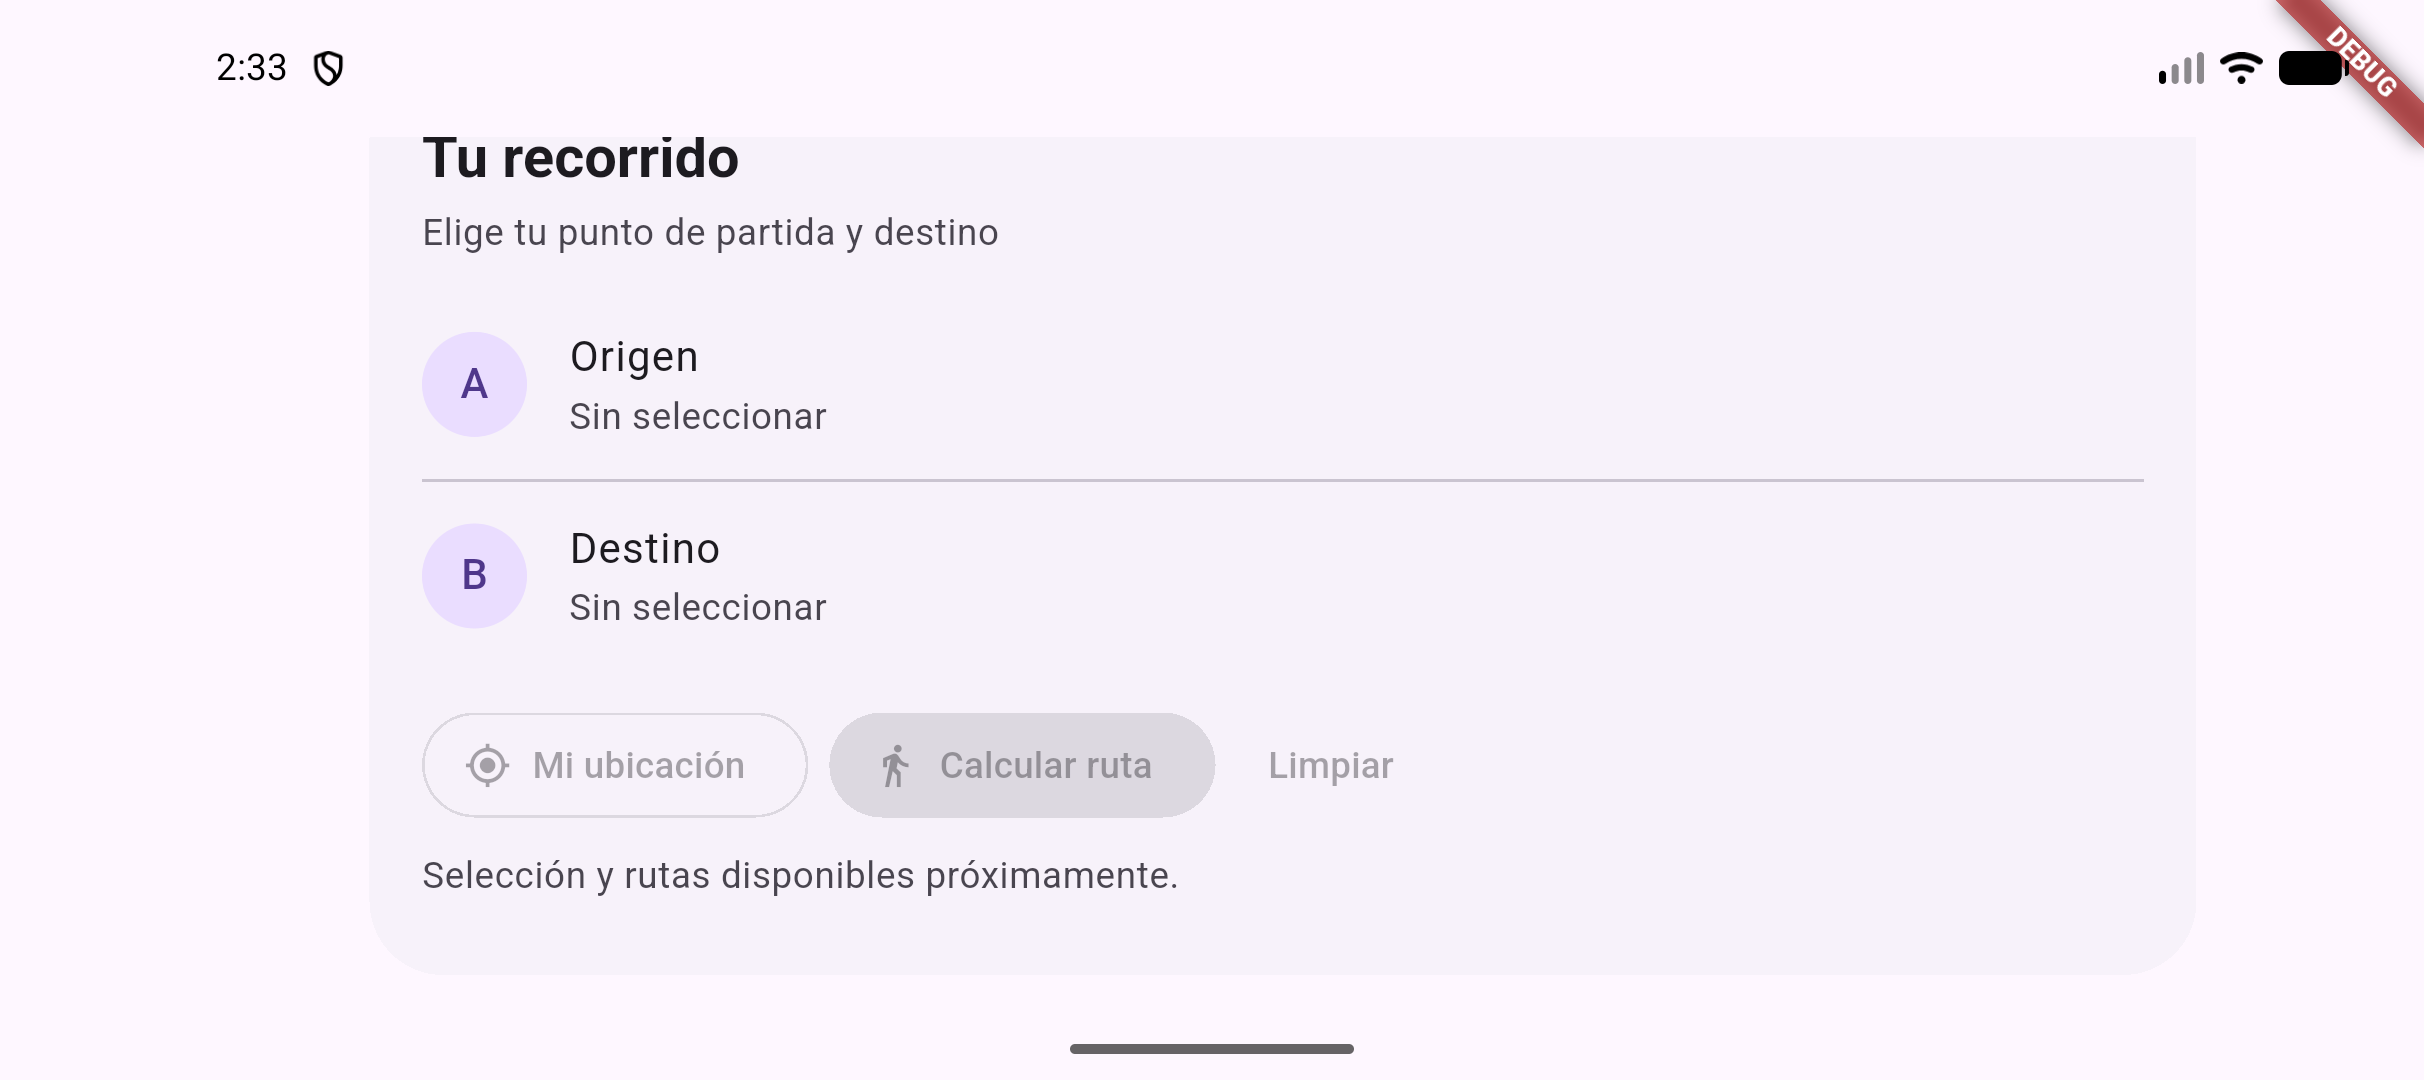 2:33
DEBUG
Tu recorrido
Elige tu punto de partida y destino
A
Origen
Sin seleccionar
B
Destino
Sin seleccionar
Mi ubicación
Calcular ruta
Limpiar
Selección y rutas disponibles próximamente.